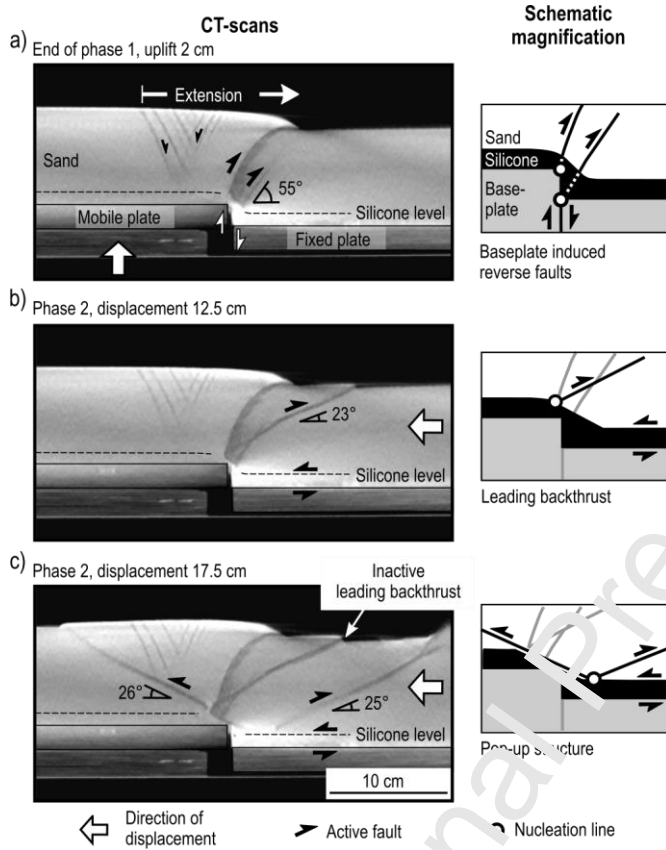 CT-scans
Schematic
magnification
a) End of phase 1, uplift 2 cm
Extension
Sand
55°
Silicone level
Mobile plate
Fixed plate
Sand
Silicone
Base-
plate
Baseplate induced
reverse faults
b) Phase 2, displacement 12.5 cm
23°
Silicone level
Leading backthrust
c) Phase 2, displacement 17.5 cm
Inactive
leading backthrust
26°
25°
Silicone level
10 cm
Pop-up structure
Direction of
displacement
Active fault
Nucleation line